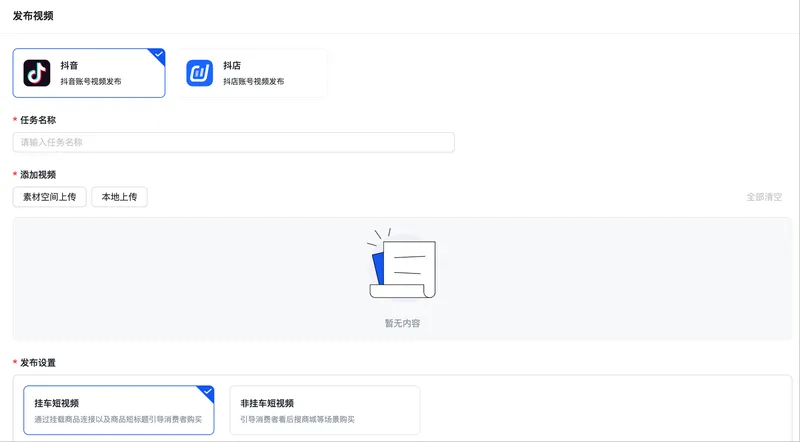 发布视频
抖音
抖音账号视频发布
抖店
抖店账号视频发布
* 任务名称
请输入任务名称
* 添加视频
素材空间上传
本地上传
全部清空
暂无内容
* 发布设置
挂车短视频
通过挂载商品连接以及商品短标题引导消费者购买
非挂车短视频
引导消费者看后搜商城等场景购买